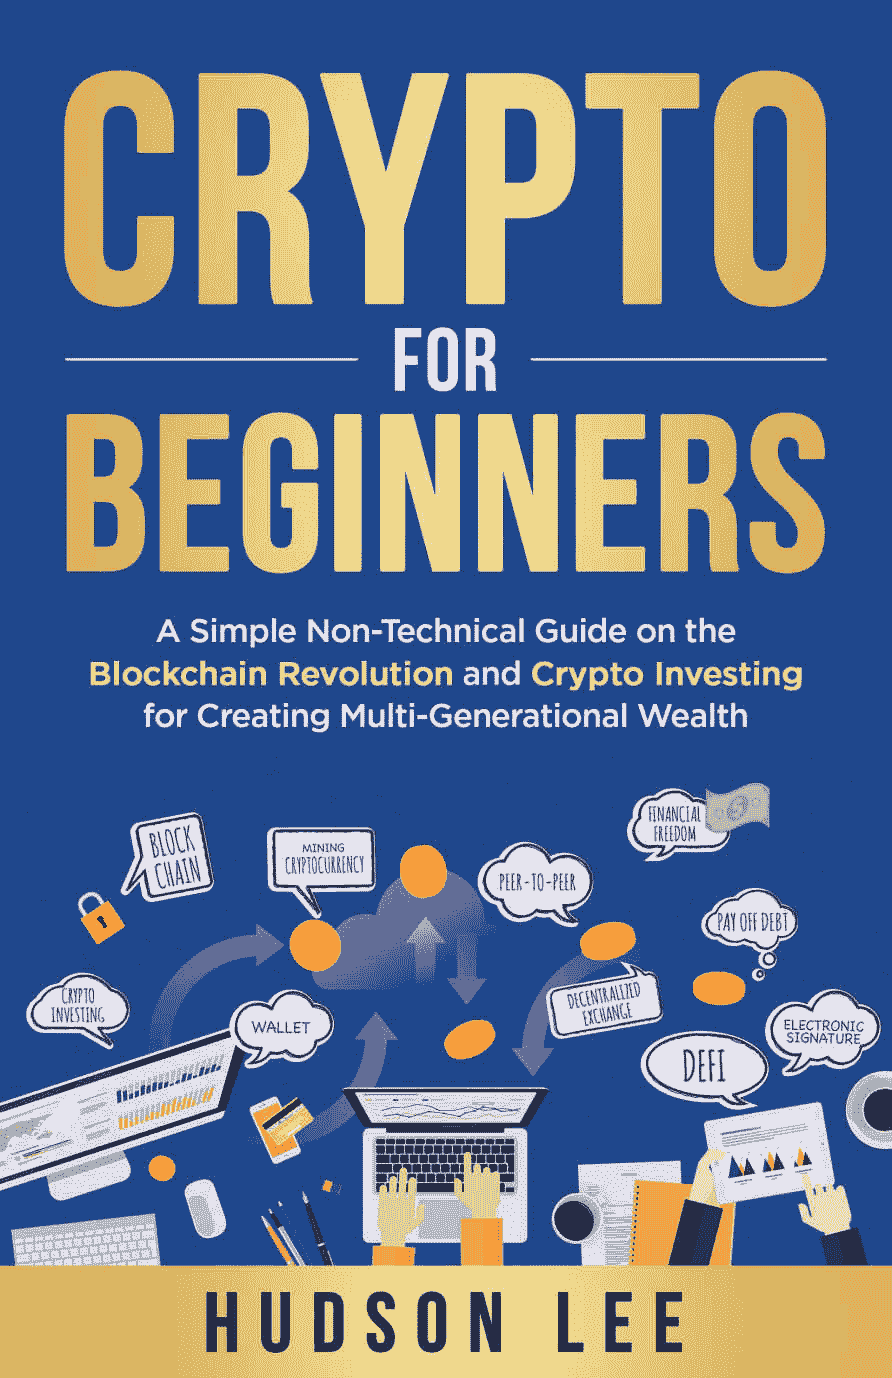 CRYPTO
FOR
BEGINNERS
A Simple Non-Technical Guide on the
Blockchain Revolution and Crypto Investing
for Creating Multi-Generational Wealth
FINANCIAL
FREEDOM
BLOCK
CHAIN
MINING
CRYPTOCURRENCY
PEER-TO-PEER
PAY OFF DEBT
CRYPTO
INVESTING
WALLET
DECENTRALIZED
EXCHANGE
ELECTRONIC
SIGNATURE
DEFI
HUDSON LEE